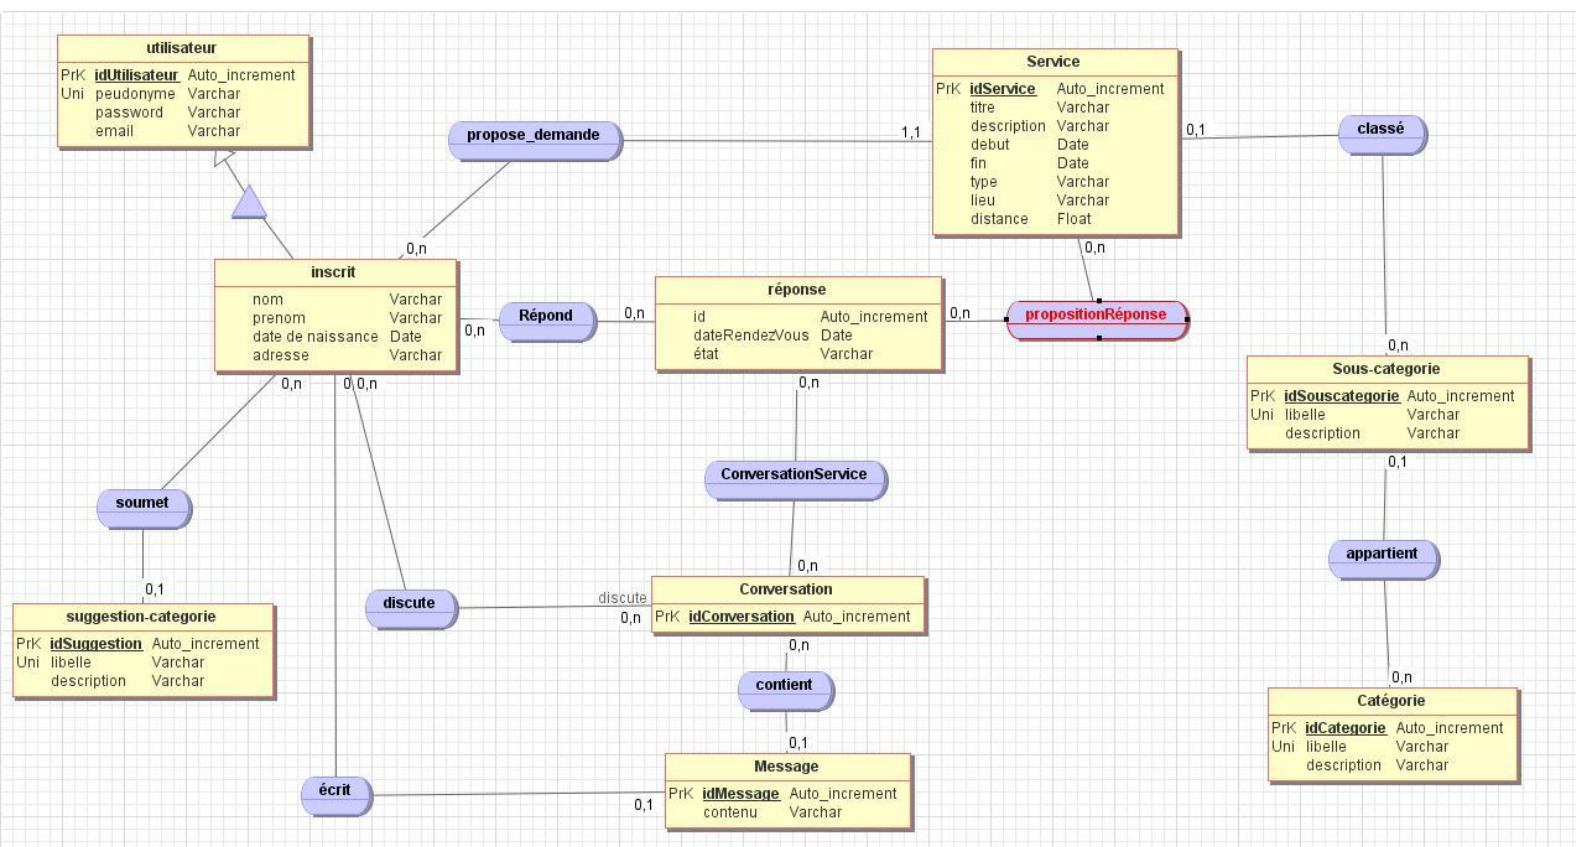 utilisateur
PrK idUtilisateur Auto_increment
Uni peudonyme Varchar
password Varchar
email Varchar
propose_demande
1,1
Service
PrK idService Auto_increment
titre Varchar
description Varchar
debut Date
fin Date
type Varchar
lieu Varchar
distance Float
0,1
classé
0,n
0,n
inscrit
nom Varchar
prenom Varchar
date de naissance Date
adresse Varchar
0,n
Répond
0,n
réponse
id Auto_increment
dateRendezVous Date
état Varchar
0,n
propositionRéponse
0,n
Sous-categorie
PrK idSouscategorie Auto_increment
Uni libelle Varchar
description Varchar
0,n
0,0,n
0,n
0,1
ConversationService
soumet
appartient
0,n
0,1
discute
discute
0,n
Conversation
PrK idConversation Auto_increment
suggestion-categorie
PrK idSuggestion Auto_increment
Uni libelle Varchar
description Varchar
0,n
contient
0,n
Catégorie
PrK idCategorie Auto_increment
Uni libelle Varchar
description Varchar
0,1
écrit
0,1
Message
PrK idMessage Auto_increment
contenu Varchar